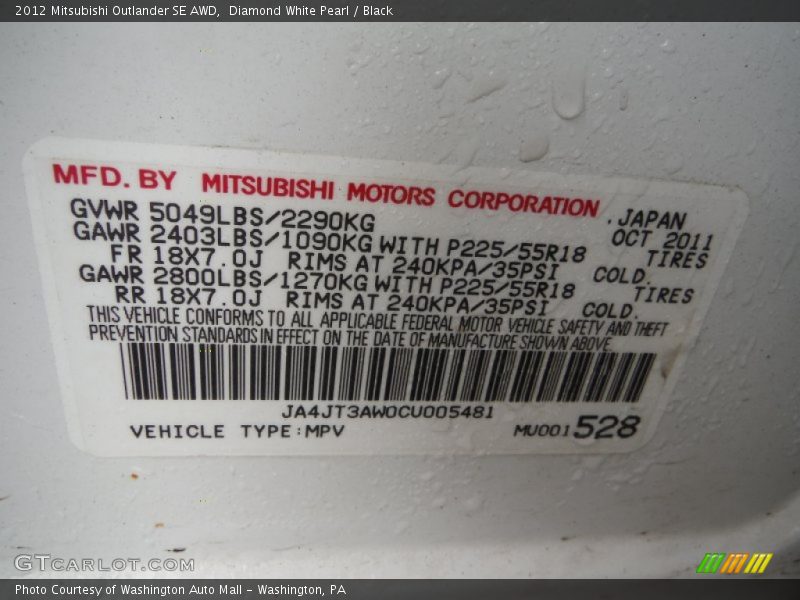 2012 Mitsubishi Outlander SE AWD,  Diamond White Pearl / Black
MFD. BY MITSUBISHI MOTORS CORPORATION . JAPAN
GVWR 5049LBS/2290KG OCT 2011
GAWR 2403LBS/1090KG WITH P225/55R18 TIRES
FR 18X7.0J RIMS AT 240KPA/35PSI COLD.
GAWR 2800LBS/1270KG WITH P225/55R18 TIRES
RR 18X7.0J RIMS AT 240KPA/35PSI COLD.
THIS VEHICLE CONFORMS TO ALL APPLICABLE FEDERAL MOTOR VEHICLE SAFETY AND THEFT
PREVENTION STANDARDS IN EFFECT ON THE DATE OF MANUFACTURE SHOWN ABOVE.
JA4JT3AW0CU005481
VEHICLE TYPE:MPV MU001528
GTCARLOT.COM
Photo Courtesy of Washington Auto Mall - Washington, PA